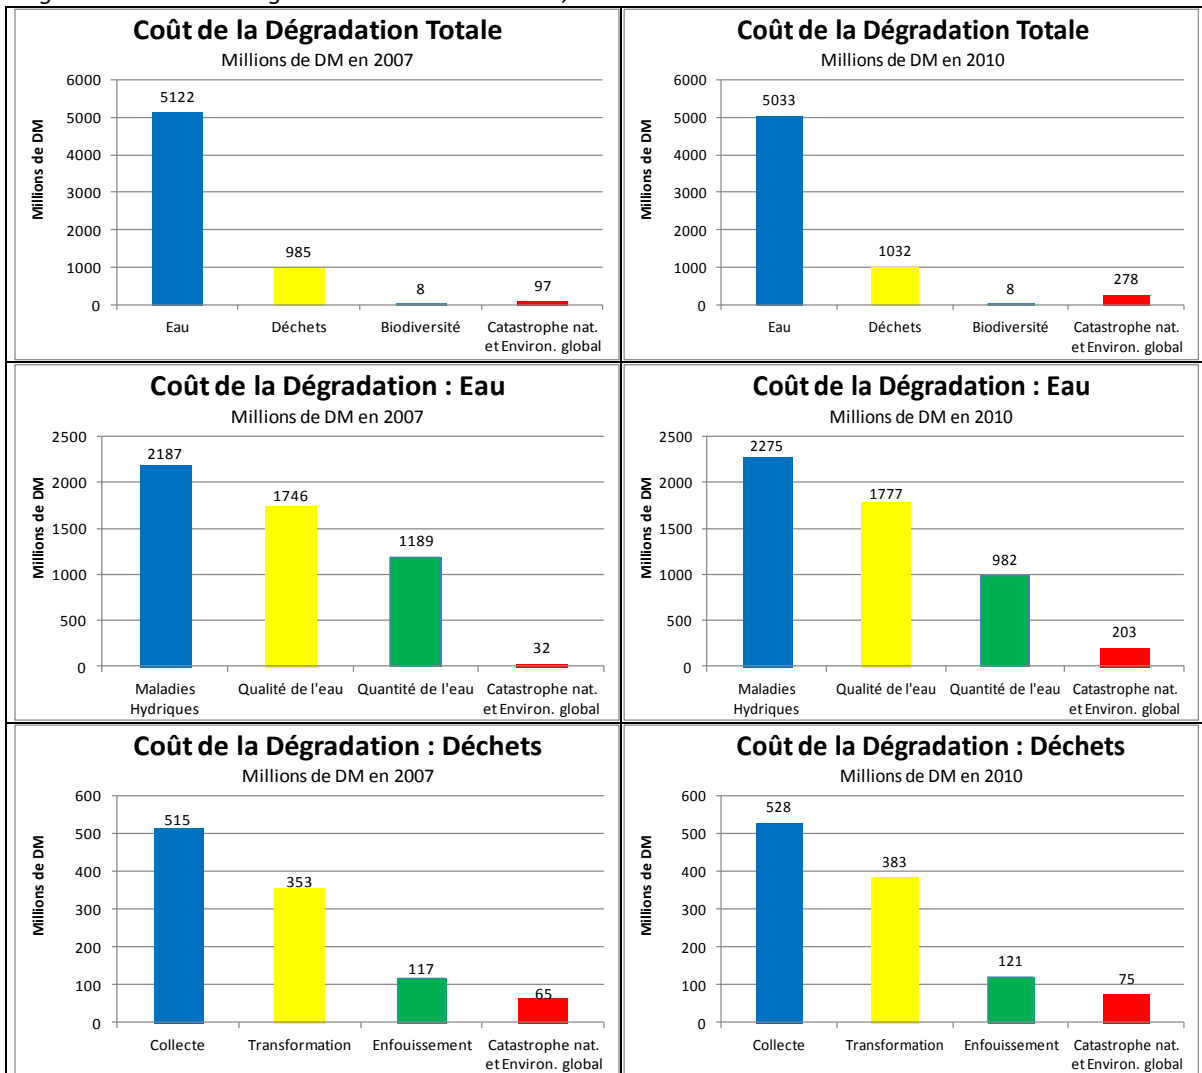 Coût de la Dégradation Totale
Millions de DM en 2007
Millions de DM
6000
5000
4000
3000
2000
1000
0
5122
985
8
97
Eau
Déchets
Biodiversité
Catastrophe nat.
et Environ. global
Coût de la Dégradation Totale
Millions de DM en 2010
Millions de DM
6000
5000
4000
3000
2000
1000
0
5033
1032
8
278
Eau
Déchets
Biodiversité
Catastrophe nat.
et Environ. global
Coût de la Dégradation : Eau
Millions de DM en 2007
Millions de DM
2500
2000
1500
1000
500
0
2187
1746
1189
32
Maladies
Hydriques
Qualité de l'eau
Quantité de l'eau
Catastrophe nat.
et Environ. global
Coût de la Dégradation : Eau
Millions de DM en 2010
Millions de DM
2500
2000
1500
1000
500
0
2275
1777
982
203
Maladies
Hydriques
Qualité de l'eau
Quantité de l'eau
Catastrophe nat.
et Environ. global
Coût de la Dégradation : Déchets
Millions de DM en 2007
Millions de DM
600
500
400
300
200
100
0
515
353
117
65
Collecte
Transformation
Enfouissement
Catastrophe nat.
et Environ. global
Coût de la Dégradation : Déchets
Millions de DM en 2010
Millions de DM
600
500
400
300
200
100
0
528
383
121
75
Collecte
Transformation
Enfouissement
Catastrophe nat.
et Environ. global